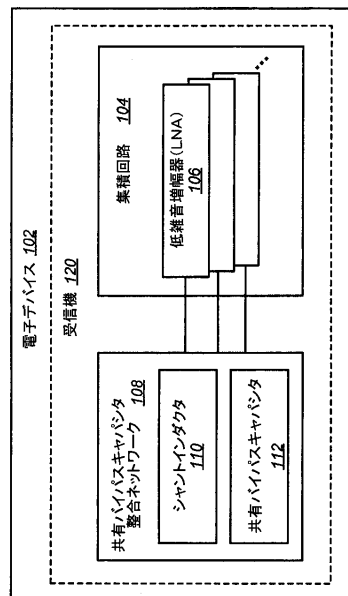 電子デバイス 102
受信機
120
共有バイパスキャパシタ
整合ネットワーク 108
シャントインダクタ
110
共有バイパスキャパシタ
112
集積回路 104
低雑音増幅器(LNA)
106